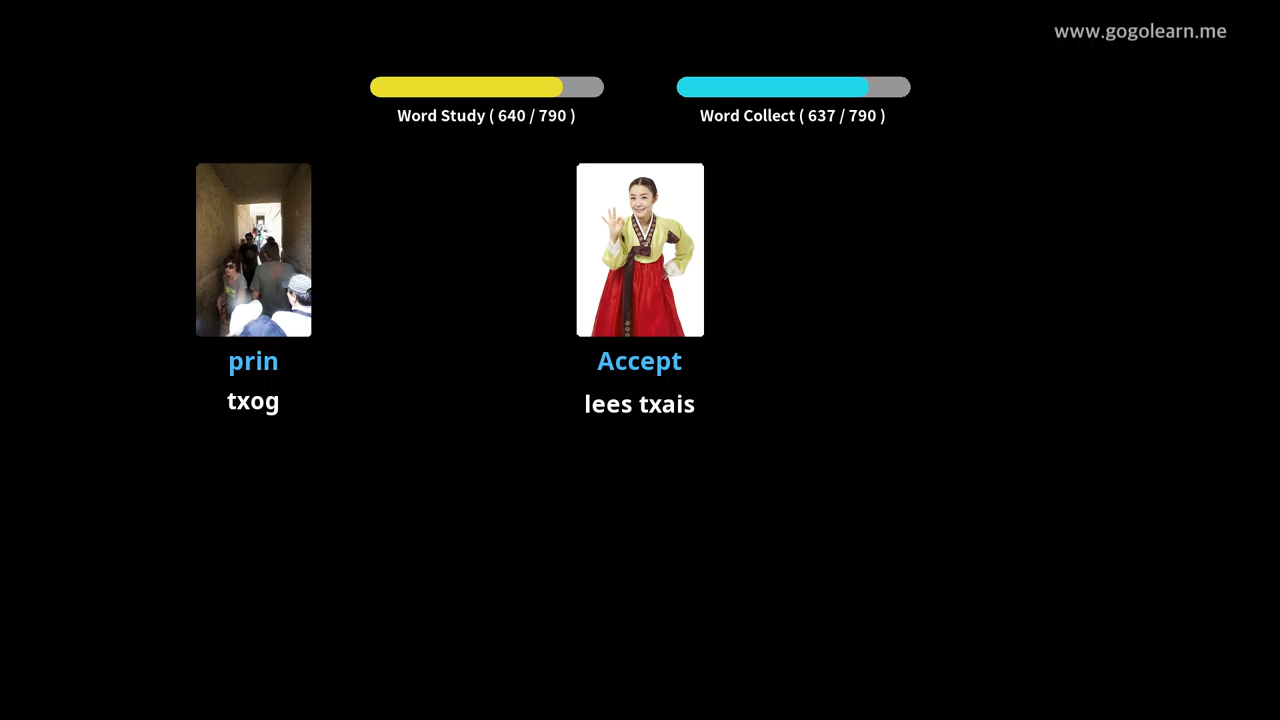 www.gogolearn.me
Word Study ( 640 / 790 )
Word Collect ( 637 / 790 )
prin
txog
Accept
lees txais